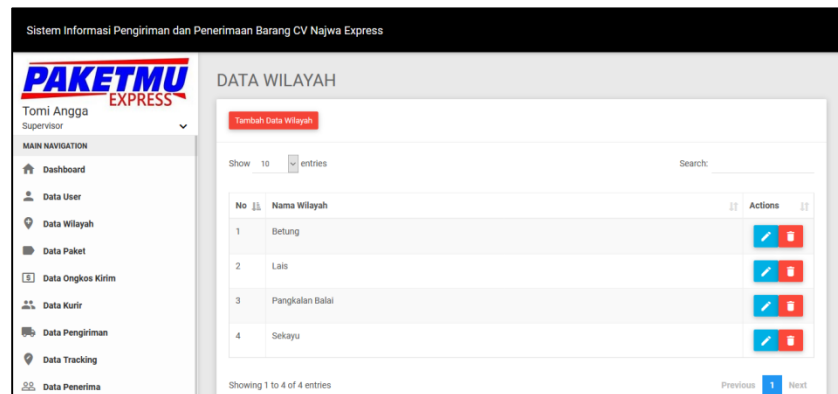 Sistem Informasi Pengiriman dan Penerimaan Barang CV Najwa Express
PAKETMU
EXPRESS
Tomi Angga
Supervisor
MAIN NAVIGATION
Dashboard
Data User
Data Wilayah
Data Paket
Data Ongkos Kirim
Data Kurir
Data Pengiriman
Data Tracking
Data Penerima
DATA WILAYAH
Tambah Data Wilayah
Show 10 entries Search:
No Nama Wilayah Actions
1 Betung
2 Lais
3 Pangkalan Balai
4 Sekayu
Showing 1 to 4 of 4 entries Previous 1 Next